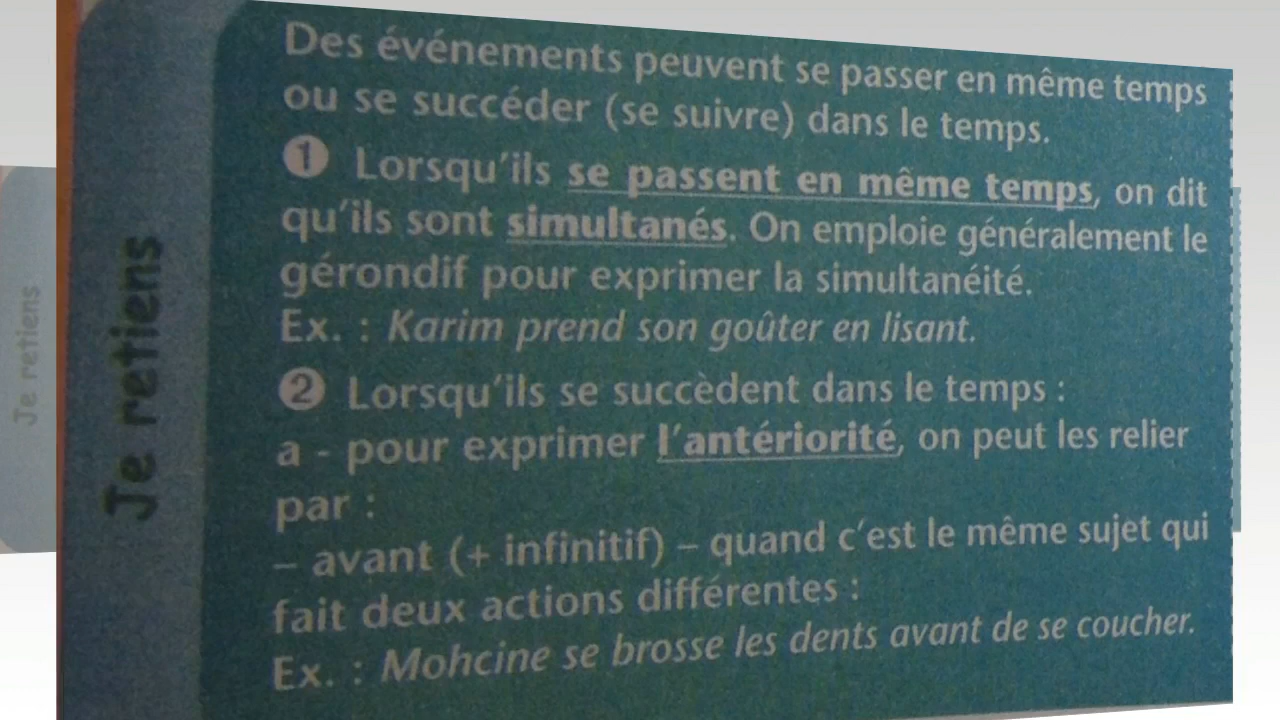 Des événements peuvent se passer en même temps
ou se succéder (se suivre) dans le temps.
1 Lorsqu'ils se passent en même temps, on dit
qu'ils sont simultanés. On emploie généralement le
gérondif pour exprimer la simultanéité.
Ex. : Karim prend son goûter en lisant.
2 Lorsqu'ils se succèdent dans le temps :
a - pour exprimer l'antériorité, on peut les relier
par :
– avant (+ infinitif) – quand c'est le même sujet qui
fait deux actions différentes :
Ex. : Mohcine se brosse les dents avant de se coucher.
Je retiens
Je retiens